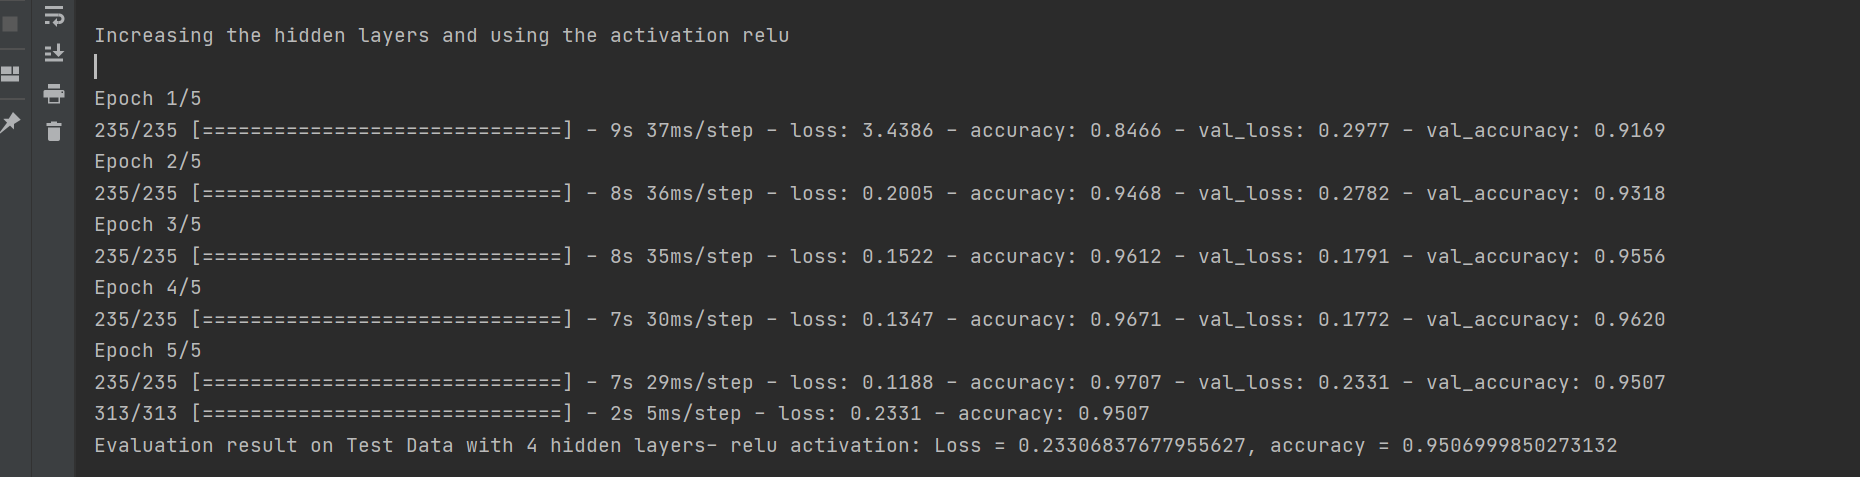 Increasing the hidden layers and using the activation relu
Epoch 1/5
235/235 [==============================] - 9s 37ms/step - loss: 3.4386 - accuracy: 0.8466 - val_loss: 0.2977 - val_accuracy: 0.9169
Epoch 2/5
235/235 [==============================] - 8s 36ms/step - loss: 0.2005 - accuracy: 0.9468 - val_loss: 0.2782 - val_accuracy: 0.9318
Epoch 3/5
235/235 [==============================] - 8s 35ms/step - loss: 0.1522 - accuracy: 0.9612 - val_loss: 0.1791 - val_accuracy: 0.9556
Epoch 4/5
235/235 [==============================] - 7s 30ms/step - loss: 0.1347 - accuracy: 0.9671 - val_loss: 0.1772 - val_accuracy: 0.9620
Epoch 5/5
235/235 [==============================] - 7s 29ms/step - loss: 0.1188 - accuracy: 0.9707 - val_loss: 0.2331 - val_accuracy: 0.9507
313/313 [==============================] - 2s 5ms/step - loss: 0.2331 - accuracy: 0.9507
Evaluation result on Test Data with 4 hidden layers- relu activation: Loss = 0.23306837677955627, accuracy = 0.9506999850273132